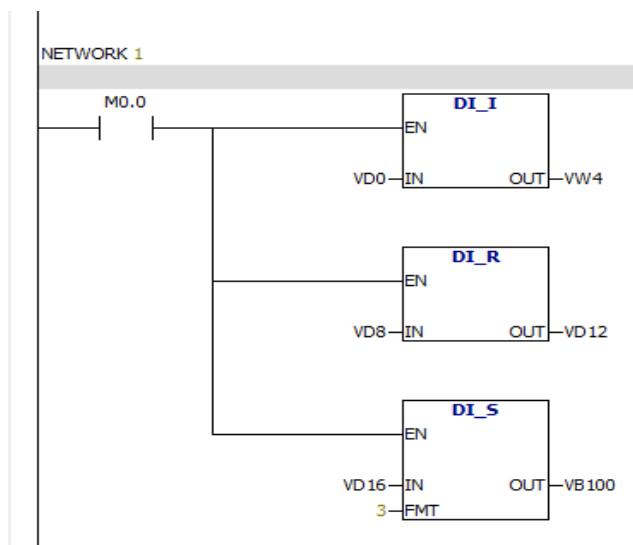 NETWORK 1
M0.0
DI_I
EN
VD0 IN OUT VW4
DI_R
EN
VD8 IN OUT VD12
DI_S
EN
VD16 IN OUT VB100
3 FMT